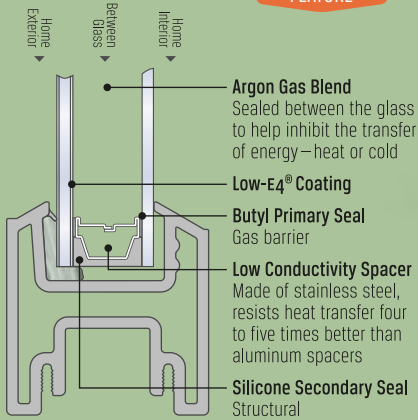 FEATURE
Home
Exterior
Between
Glass
Home
Interior
Argon Gas Blend
Sealed between the glass
to help inhibit the transfer
of energy—heat or cold
Low-E4® Coating
Butyl Primary Seal
Gas barrier
Low Conductivity Spacer
Made of stainless steel,
resists heat transfer four
to five times better than
aluminum spacers
Silicone Secondary Seal
Structural